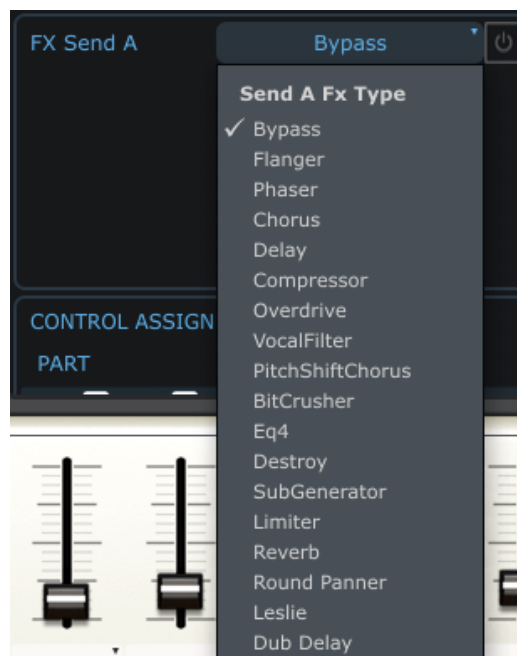 FX Send A
Bypass
Send A Fx Type
Bypass
Flanger
Phaser
Chorus
Delay
Compressor
Overdrive
VocalFilter
PitchShiftChorus
BitCrusher
Eq4
Destroy
SubGenerator
Limiter
Reverb
Round Panner
Leslie
Dub Delay
CONTROL ASSIGN
PART